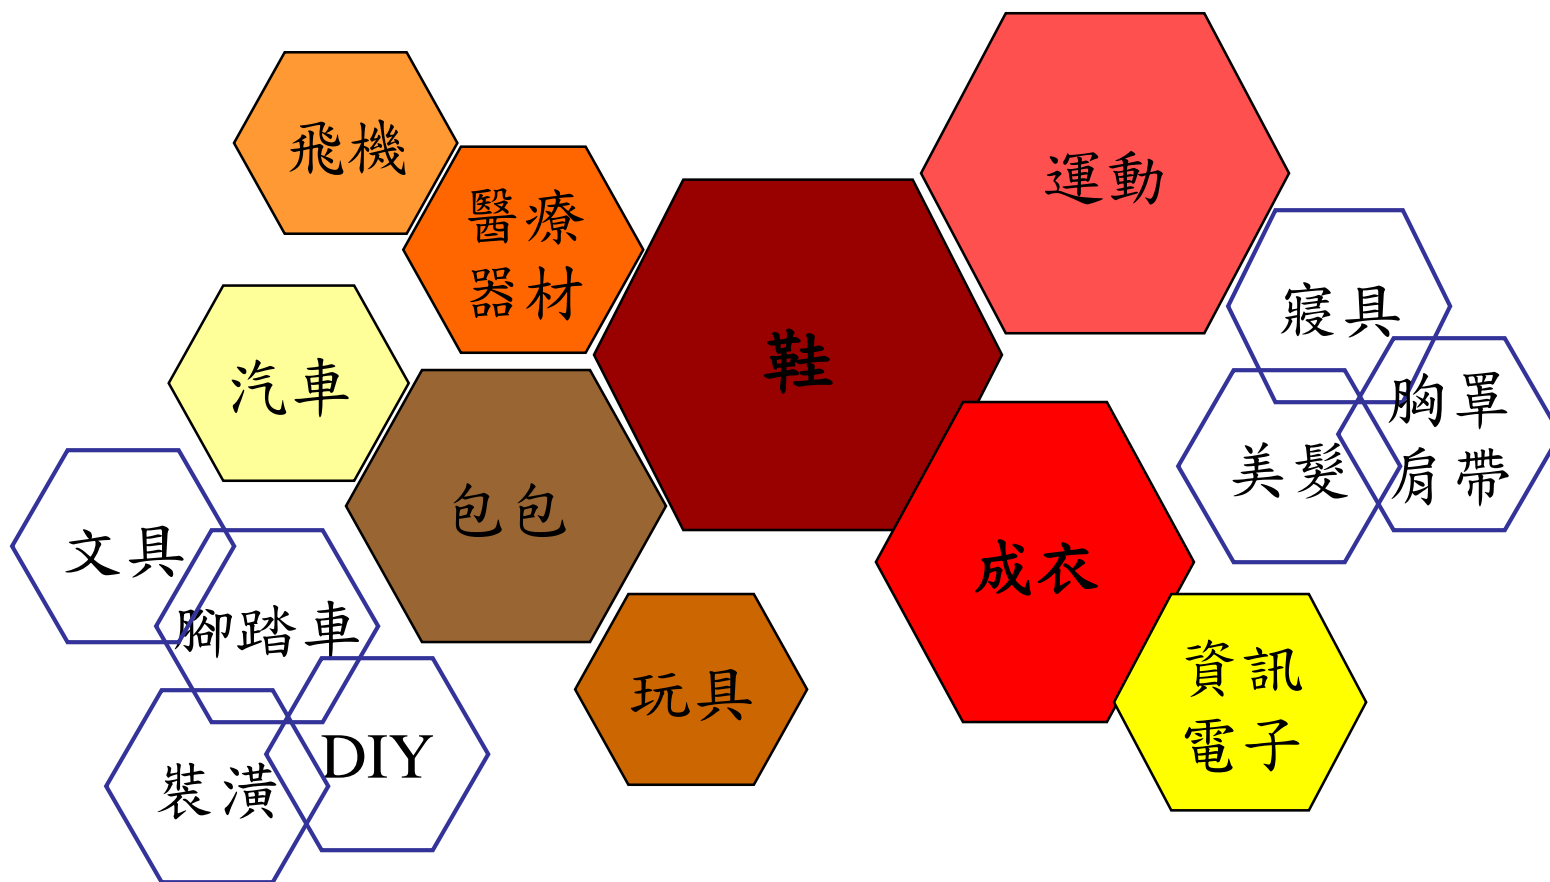 飛機
醫療
器材
運動
鞋
寢具
汽車
胸罩
肩帶
包包
美髮
文具
成衣
腳踏車
玩具
資訊
電子
裝潢
DIY